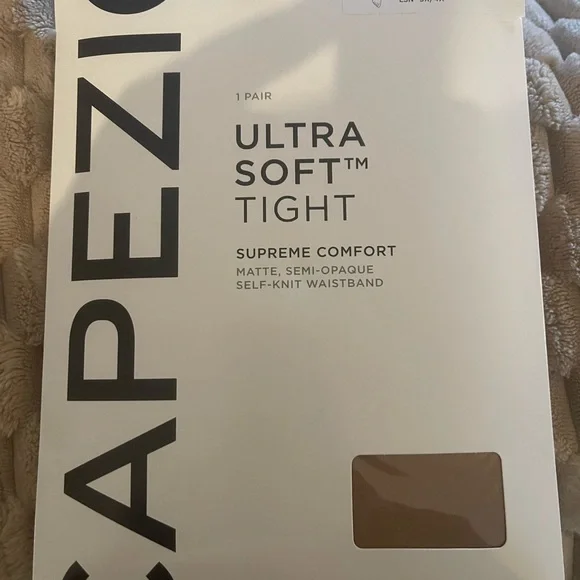 CAPEZIO
1 PAIR
ULTRA
SOFT™
TIGHT
SUPREME COMFORT
MATTE, SEMI-OPAQUE
SELF-KNIT WAISTBAND